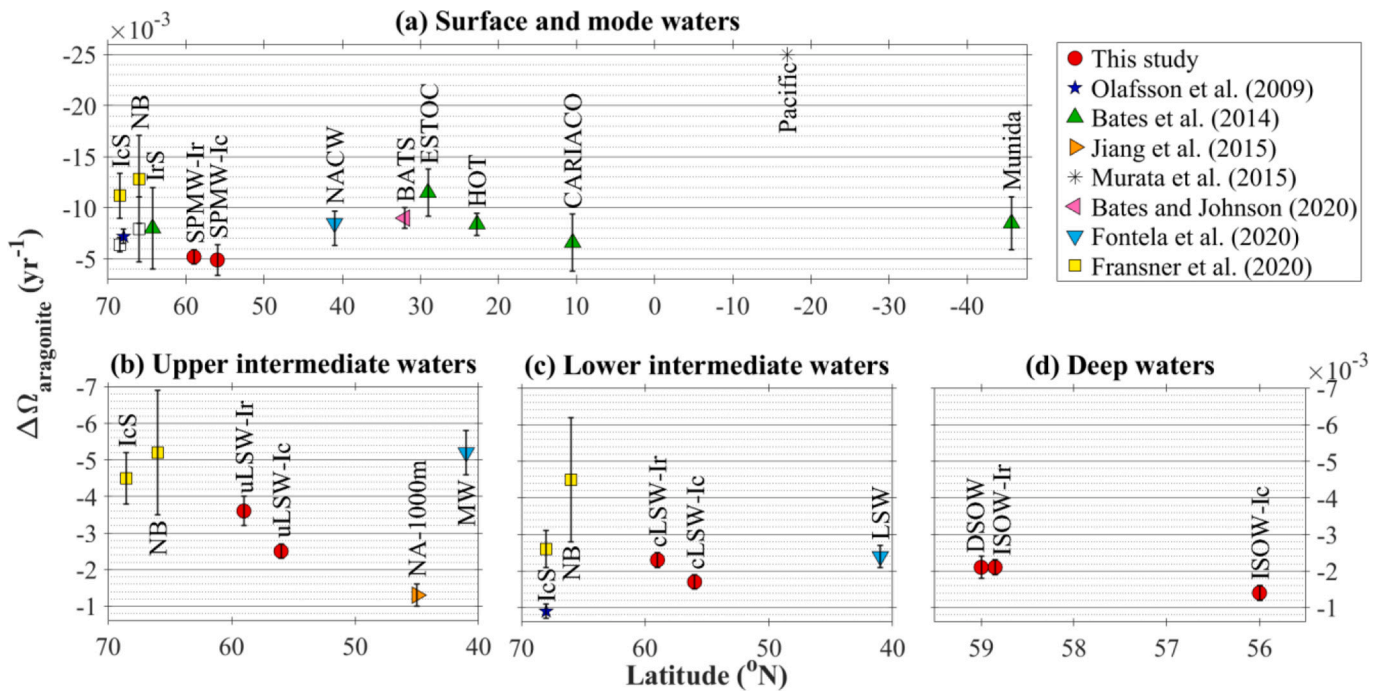 (a) Surface and mode waters
×10⁻³
-25
-20
-15
-10
-5
70 60 50 40 30 20 10 0 -10 -20 -30 -40
IcS
NB
IrS
SPMW-Ir
SPMW-Ic
NACW
BATS
ESTOC
HOT
CARIACO
Pacific
Munida
This study
Olafsson et al. (2009)
Bates et al. (2014)
Jiang et al. (2015)
Murata et al. (2015)
Bates and Johnson (2020)
Fontela et al. (2020)
Fransner et al. (2020)
ΔΩaragonite (yr⁻¹)
(b) Upper intermediate waters
-7
-6
-5
-4
-3
-2
-1
70 60 50 40
IcS
NB
uLSW-Ir
uLSW-Ic
NA-1000m
MW
(c) Lower intermediate waters
70 60 50 40
IcS
NB
cLSW-Ir
cLSW-Ic
LSW
(d) Deep waters
×10⁻³
-7
-6
-5
-4
-3
-2
-1
59 58 57 56
DSOW
ISOW-Ir
ISOW-Ic
Latitude (°N)